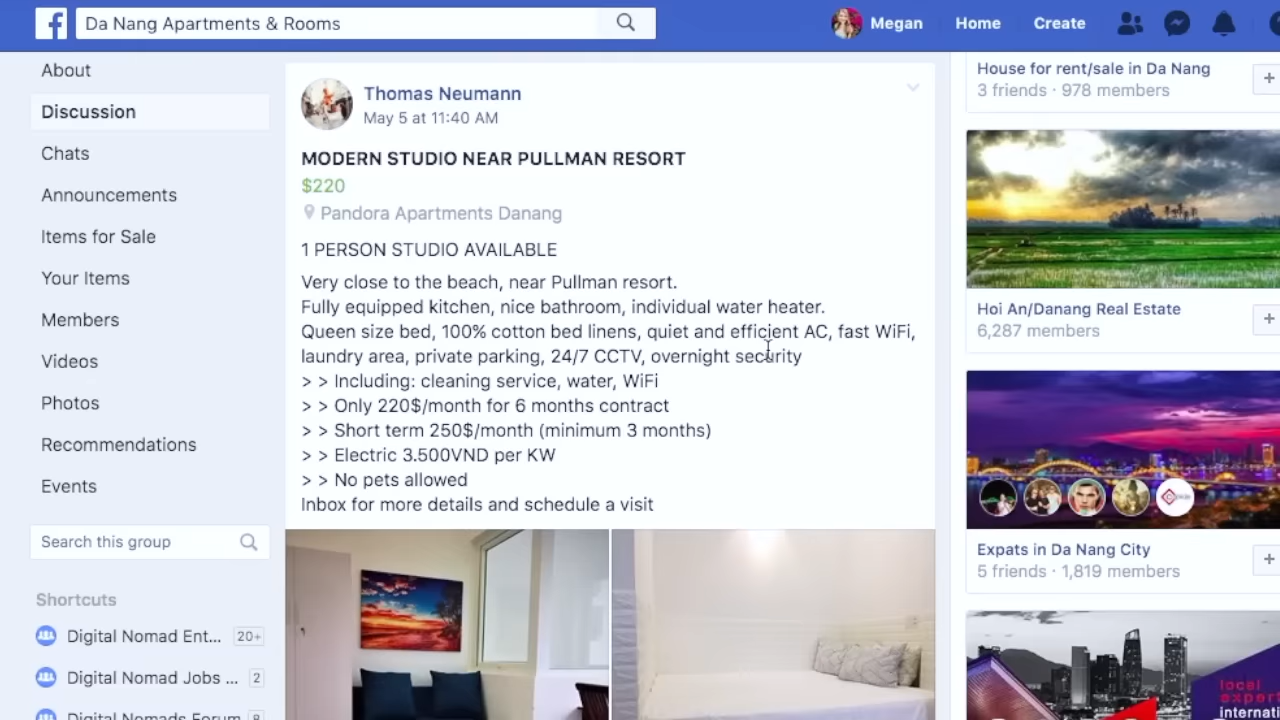 Da Nang Apartments & Rooms
Megan
Home
Create
About
Discussion
Chats
Announcements
Items for Sale
Your Items
Members
Videos
Photos
Recommendations
Events
Search this group
Shortcuts
Digital Nomad Ent... 20+
Digital Nomad Jobs ... 2
Digital Nomads Forum 8
Thomas Neumann
May 5 at 11:40 AM
MODERN STUDIO NEAR PULLMAN RESORT
$220
Pandora Apartments Danang
1 PERSON STUDIO AVAILABLE
Very close to the beach, near Pullman resort.
Fully equipped kitchen, nice bathroom, individual water heater.
Queen size bed, 100% cotton bed linens, quiet and efficient AC, fast WiFi,
laundry area, private parking, 24/7 CCTV, overnight security
> > Including: cleaning service, water, WiFi
> > Only 220$/month for 6 months contract
> > Short term 250$/month (minimum 3 months)
> > Electric 3.500VND per KW
> > No pets allowed
Inbox for more details and schedule a visit
House for rent/sale in Da Nang
3 friends · 978 members
Hoi An/Danang Real Estate
6,287 members
Expats in Da Nang City
5 friends · 1,819 members
local
expert
internati